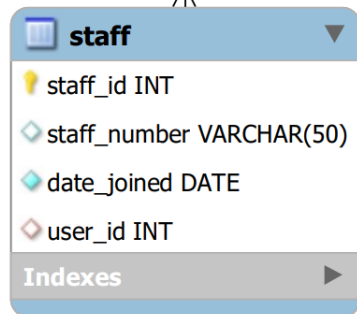 staff
staff_id INT
staff_number VARCHAR(50)
date_joined DATE
user_id INT
Indexes